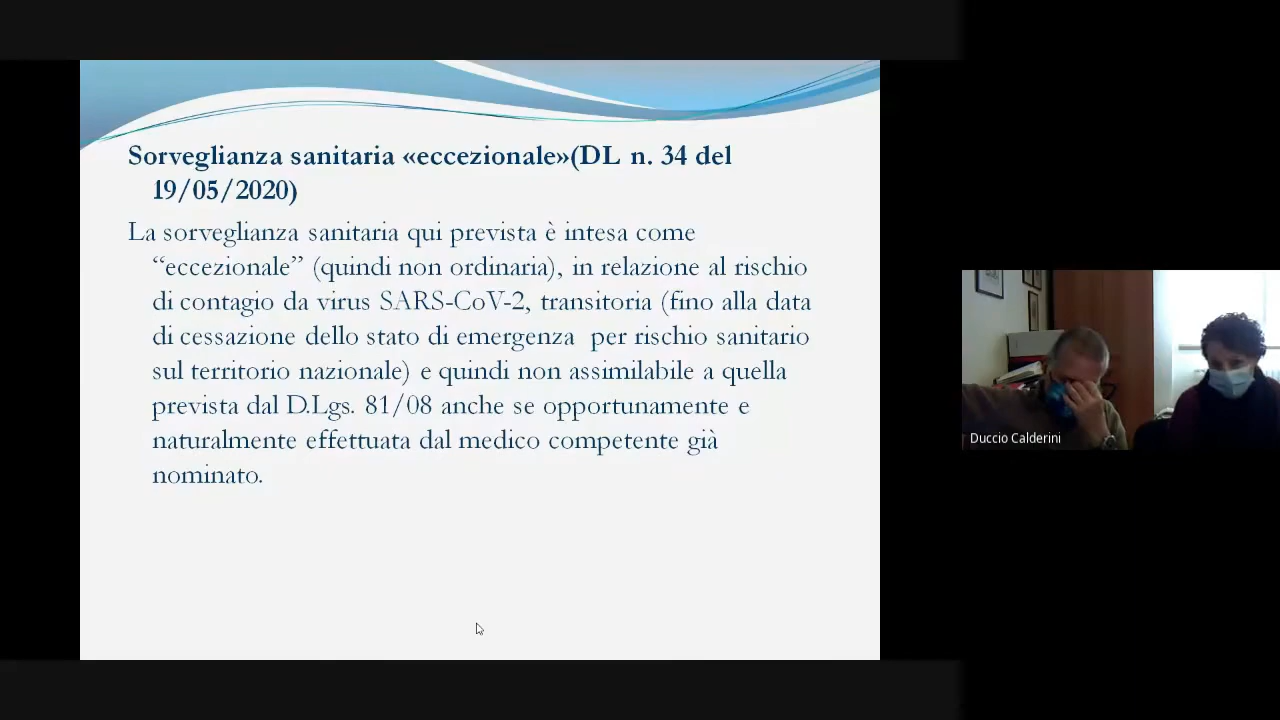 Sorveglianza sanitaria «eccezionale»(DL n. 34 del
19/05/2020)
La sorveglianza sanitaria qui prevista è intesa come
“eccezionale” (quindi non ordinaria), in relazione al rischio
di contagio da virus SARS-CoV-2, transitoria (fino alla data
di cessazione dello stato di emergenza  per rischio sanitario
sul territorio nazionale) e quindi non assimilabile a quella
prevista dal D.Lgs. 81/08 anche se opportunamente e
naturalmente effettuata dal medico competente già
nominato.
Duccio Calderini